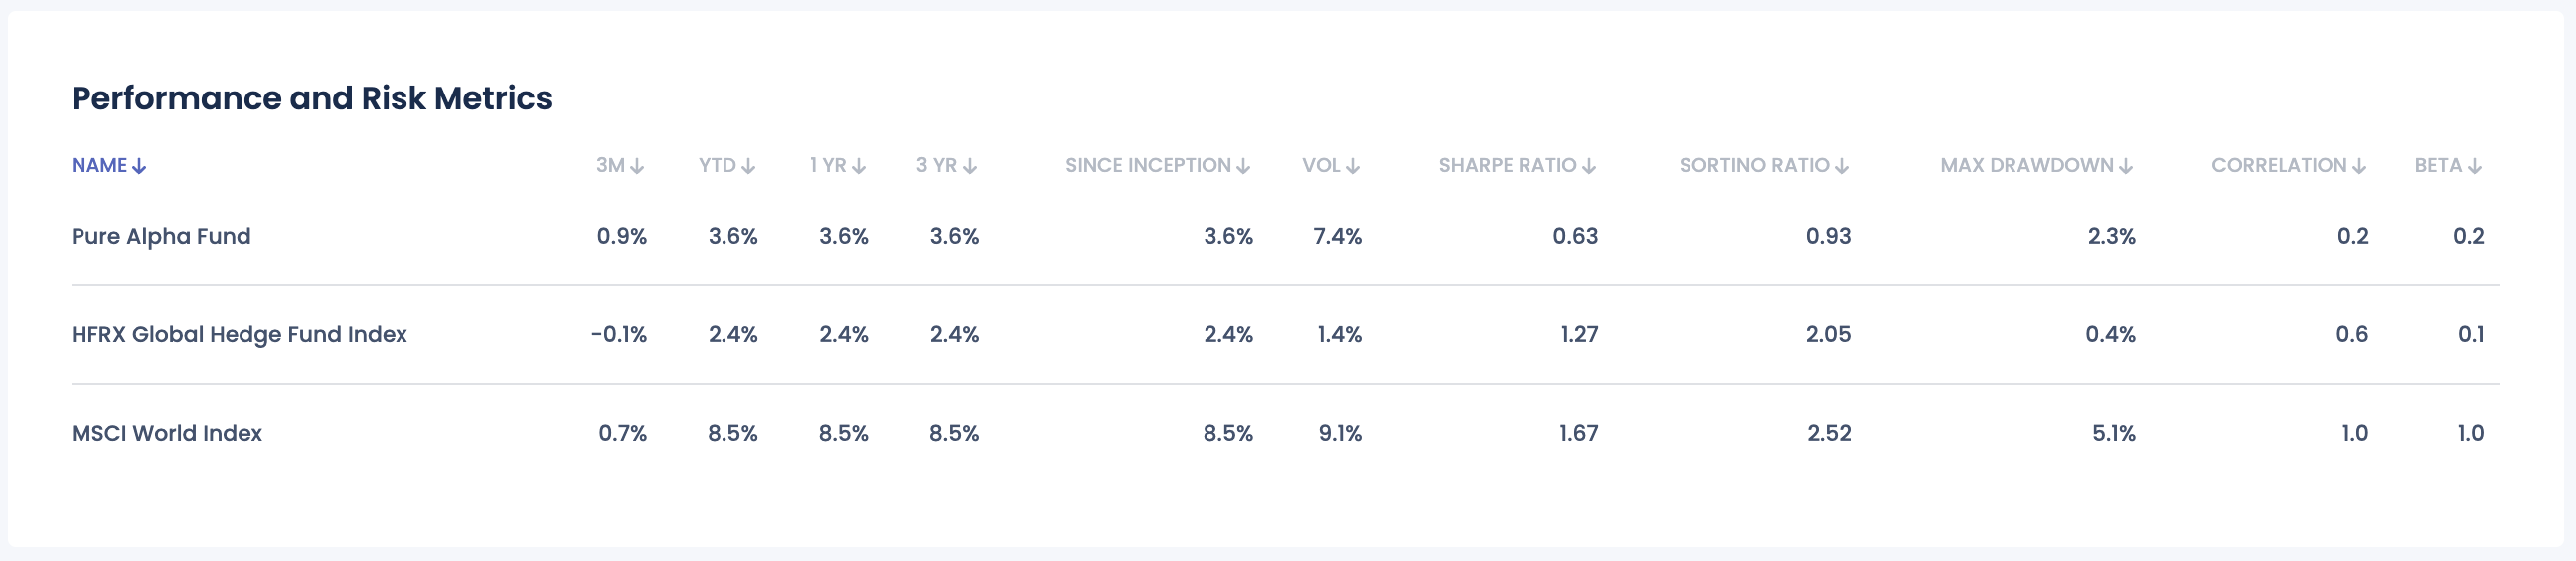 Performance and Risk Metrics
NAME↓ 3M↓ YTD↓ 1 YR↓ 3 YR↓ SINCE INCEPTION↓ VOL↓ SHARPE RATIO↓ SORTINO RATIO↓ MAX DRAWDOWN↓ CORRELATION↓ BETA↓
Pure Alpha Fund 0.9% 3.6% 3.6% 3.6% 3.6% 7.4% 0.63 0.93 2.3% 0.2 0.2
HFRX Global Hedge Fund Index -0.1% 2.4% 2.4% 2.4% 2.4% 1.4% 1.27 2.05 0.4% 0.6 0.1
MSCI World Index 0.7% 8.5% 8.5% 8.5% 8.5% 9.1% 1.67 2.52 5.1% 1.0 1.0